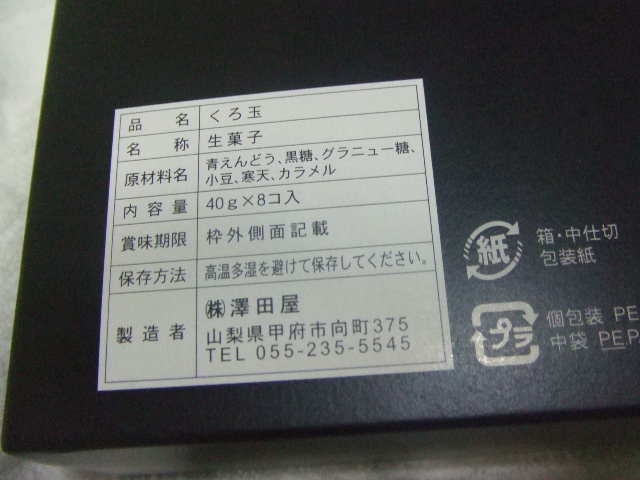 品名 くろ玉
名称 生菓子
原材料名 青えんどう、黒糖、グラニュー糖、
小豆、寒天、カラメル
内容量 40g×8コ入
賞味期限 枠外側面記載
保存方法 高温多湿を避けて保存してください。
製造者 ㈱澤田屋
山梨県甲府市向町375
TEL 055-235-5545
紙 箱・中仕切
包装紙
プラ 個包装 PE
中袋 PE,P